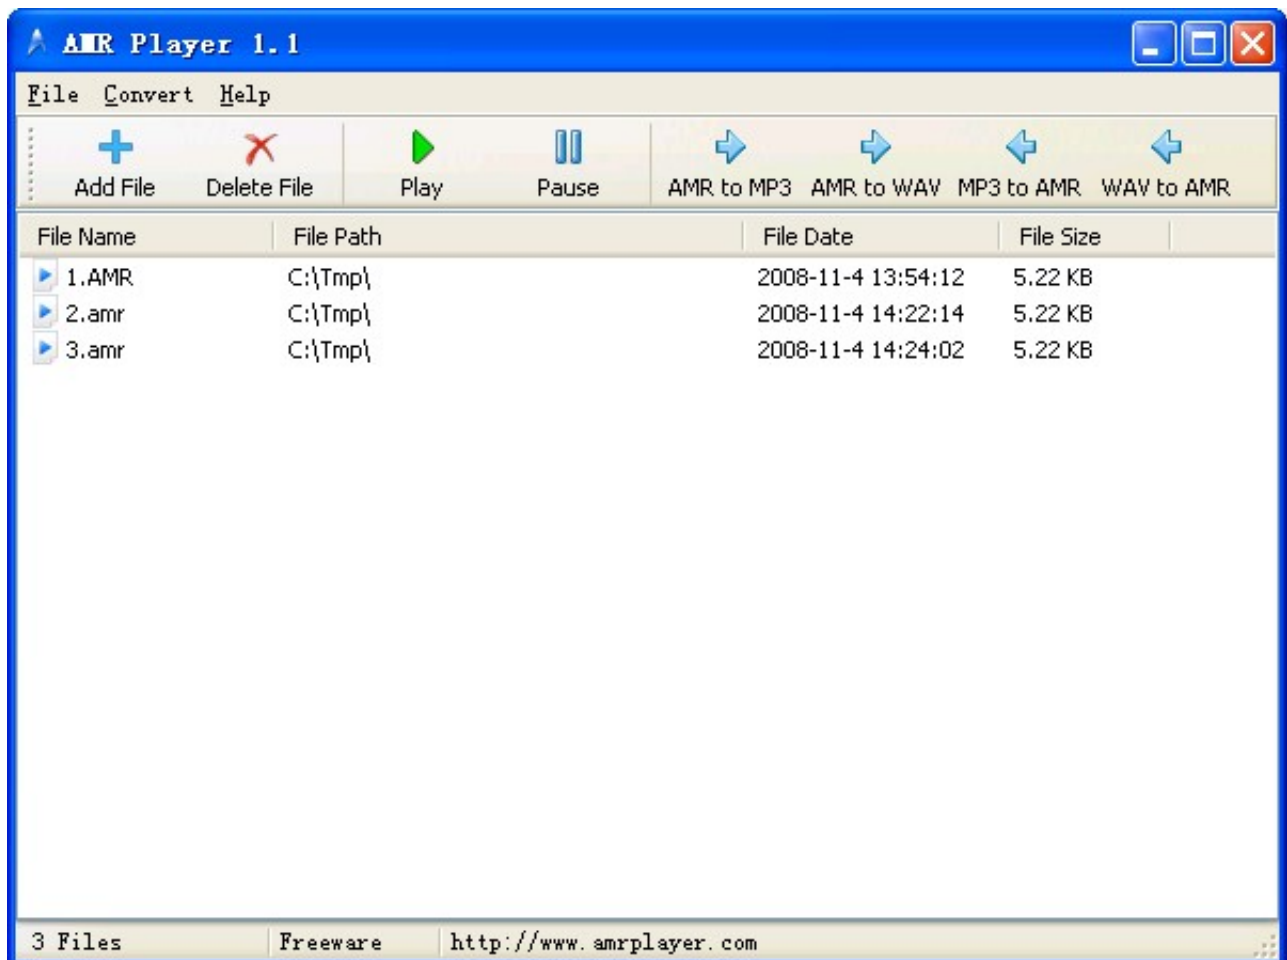 AMR Player 1.1
File Convert Help
Add File Delete File Play Pause AMR to MP3 AMR to WAV MP3 to AMR WAV to AMR
File Name File Path File Date File Size
1.AMR C:\Tmp\ 2008-11-4 13:54:12 5.22 KB
2.amr C:\Tmp\ 2008-11-4 14:22:14 5.22 KB
3.amr C:\Tmp\ 2008-11-4 14:24:02 5.22 KB
3 Files Freeware http://www.amrplayer.com